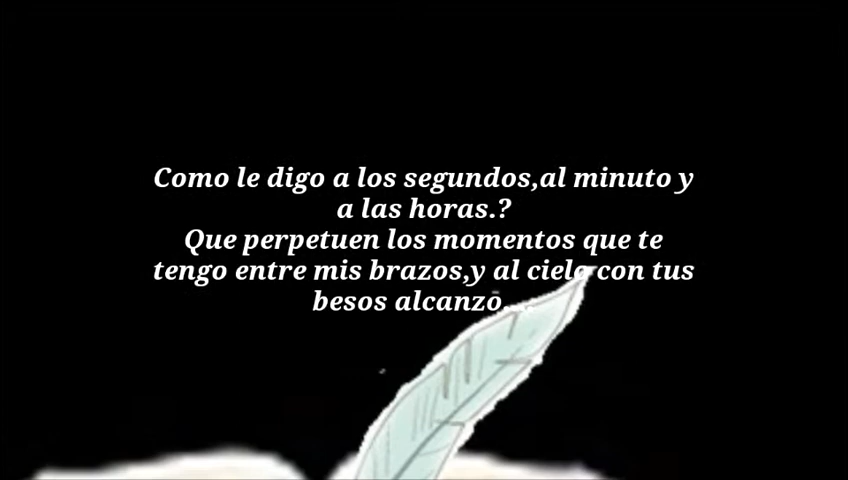 Como le digo a los segundos,al minuto y
a las horas.?
Que perpetuen los momentos que te
tengo entre mis brazos,y al cielo con tus
besos alcanzo....